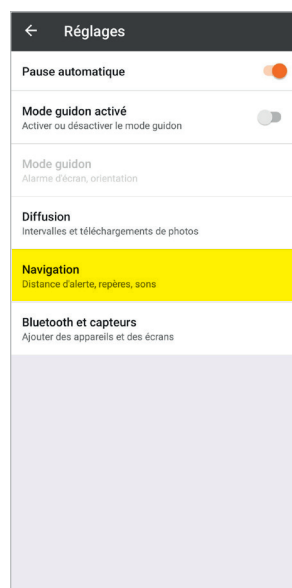 Réglages
Pause automatique
Mode guidon activé
Activer ou désactiver le mode guidon
Mode guidon
Alarme d'écran, orientation
Diffusion
Intervalles et téléchargements de photos
Navigation
Distance d'alerte, repères, sons
Bluetooth et capteurs
Ajouter des appareils et des écrans